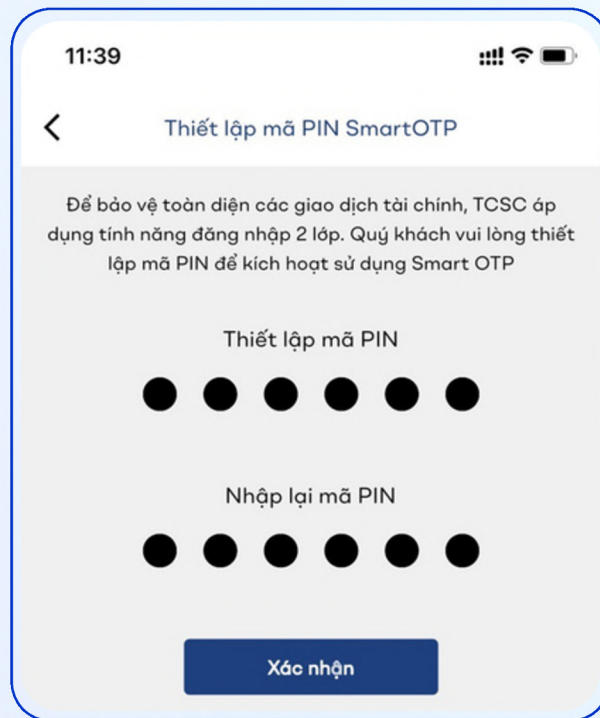 11:39
Thiết lập mã PIN SmartOTP
Để bảo vệ toàn diện các giao dịch tài chính, TCSC áp
dụng tính năng đăng nhập 2 lớp. Quý khách vui lòng thiết
lập mã PIN để kích hoạt sử dụng Smart OTP
Thiết lập mã PIN
Nhập lại mã PIN
Xác nhận